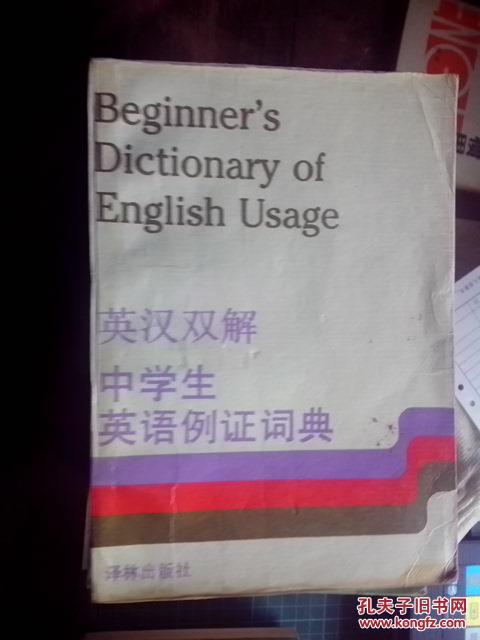 Beginner's
Dictionary of
English Usage
英汉双解
中学生
英语例证词典
译林出版社
孔夫子旧书网
www.kongfz.com